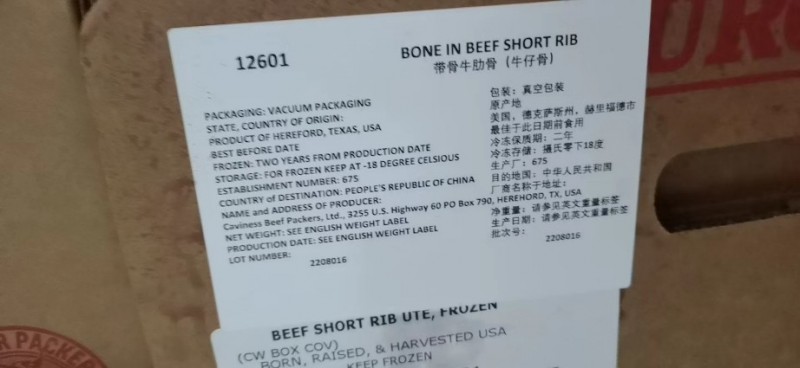 12601
BONE IN BEEF SHORT RIB
带骨牛肋骨（牛仔骨）
PACKAGING: VACUUM PACKAGING
STATE, COUNTRY OF ORIGIN:
PRODUCT OF HEREFORD, TEXAS, USA
BEST BEFORE DATE
FROZEN: TWO YEARS FROM PRODUCTION DATE
STORAGE: FOR FROZEN KEEP AT -18 DEGREE CELSIUS
ESTABLISHMENT NUMBER: 675
COUNTRY of DESTINATION: PEOPLE'S REPUBLIC OF CHINA
NAME and ADDRESS OF PRODUCER:
Caviness Beef Packers, Ltd., 3255 U.S. Highway 60 PO Box 790, HEREHORD, TX, USA
NET WEIGHT: SEE ENGLISH WEIGHT LABEL
PRODUCTION DATE: SEE ENGLISH WEIGHT LABEL
LOT NUMBER: 2208016
包装：真空包装
原产地
美国，德克萨斯州，赫里福德市
最佳于此日期前食用
冷冻保质期：二年
冷冻存储：摄氏零下18度
生产厂：675
目的地国：中华人民共和国
厂商名称于地址：
净重量：请参见英文重量标签
生产日期：请参见英文重量标签
批次号： 2208016
BEEF SHORT RIB UTE, FROZEN
(CW BOX COV)
BORN, RAISED, & HARVESTED USA
KEEP FROZEN
PACKE